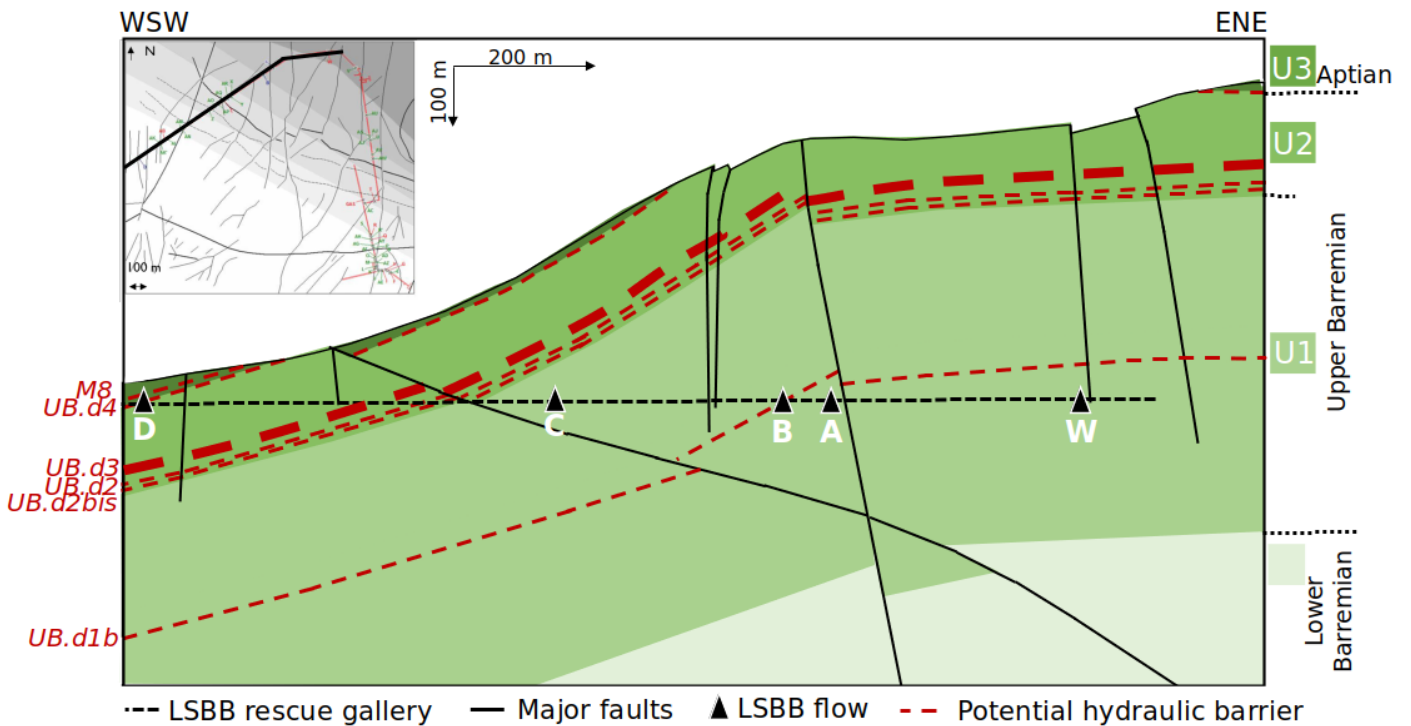 WSW
ENE
N
200 m
100 m
100 m
U3
Aptian
U2
Upper Barremian
U1
M8
UB.d4
D
C
B
A
W
UB.d3
UB.d2
UB.d2bis
UB.d1b
Lower
Barremian
LSBB rescue gallery
Major faults
LSBB flow
Potential hydraulic barrier